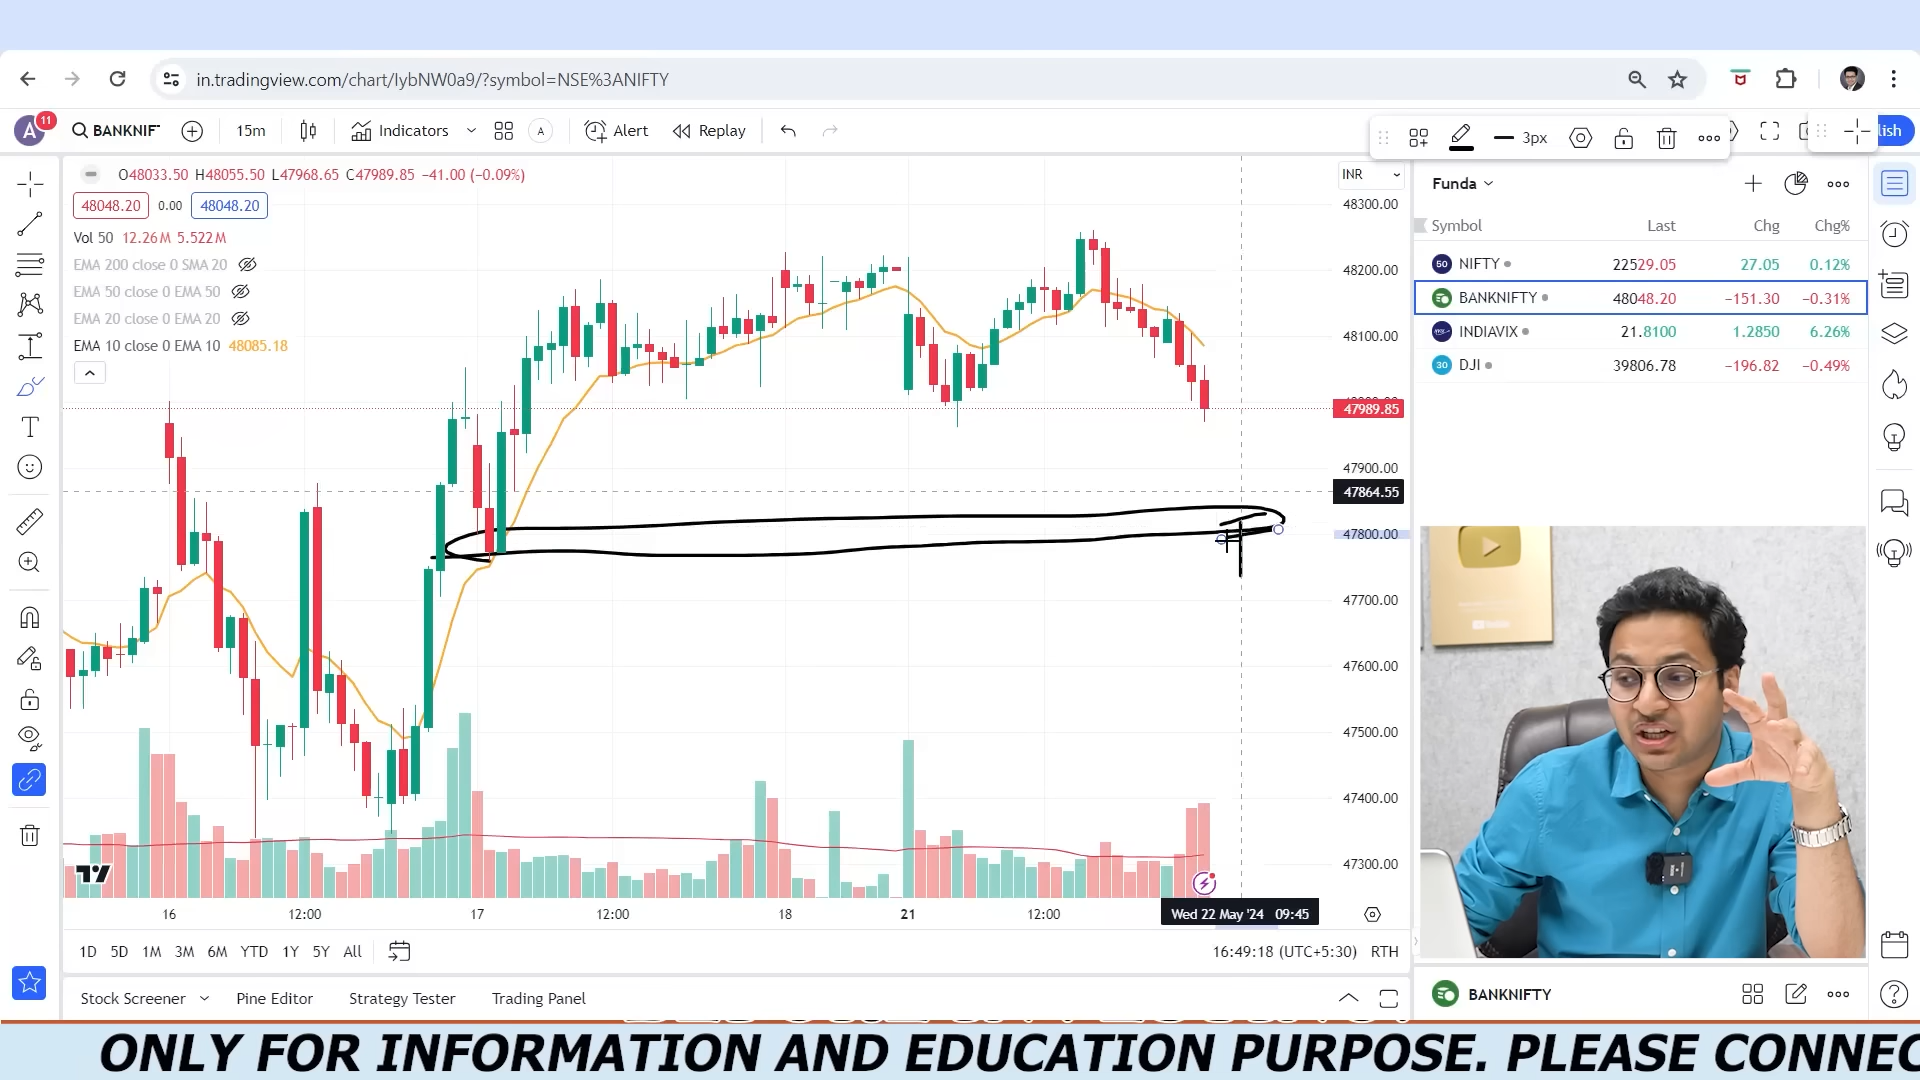 in.tradingview.com/chart/IybNW0a9/?symbol=NSE%3ANIFTY
A 11 BANKNIF 15m Indicators A Alert Replay 3px lish
O48033.50 H48055.50 L47968.65 C47989.85 −41.00 (−0.09%)
48048.20 0.00 48048.20
Vol 50 12.26M 5.522M
EMA 200 close 0 SMA 20
EMA 50 close 0 EMA 50
EMA 20 close 0 EMA 20
EMA 10 close 0 EMA 10 48085.18
INR
48300.00
48200.00
48100.00
47989.85
47900.00
47864.55
47800.00
47700.00
47600.00
47500.00
47400.00
47300.00
16 12:00 17 12:00 18 21 12:00 Wed 22 May '24 09:45
1D 5D 1M 3M 6M YTD 1Y 5Y All 16:49:18 (UTC+5:30) RTH
Stock Screener Pine Editor Strategy Tester Trading Panel
Funda
Symbol Last Chg Chg%
50 NIFTY 22529.05 27.05 0.12%
BANKNIFTY 48048.20 −151.30 −0.31%
INDIAVIX 21.8100 1.2850 6.26%
30 DJI 39806.78 −196.82 −0.49%
YouTube
BANKNIFTY
ONLY FOR INFORMATION AND EDUCATION PURPOSE. PLEASE CONNEC